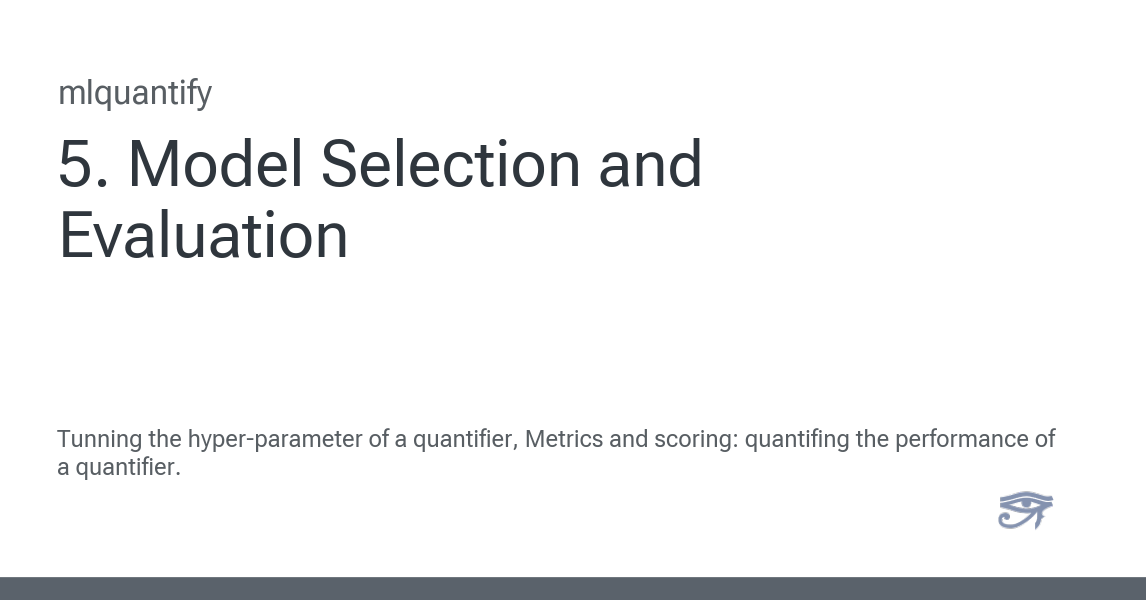 mlquantify
5. Model Selection and
Evaluation
Tunning the hyper-parameter of a quantifier, Metrics and scoring: quantifing the performance of
a quantifier.